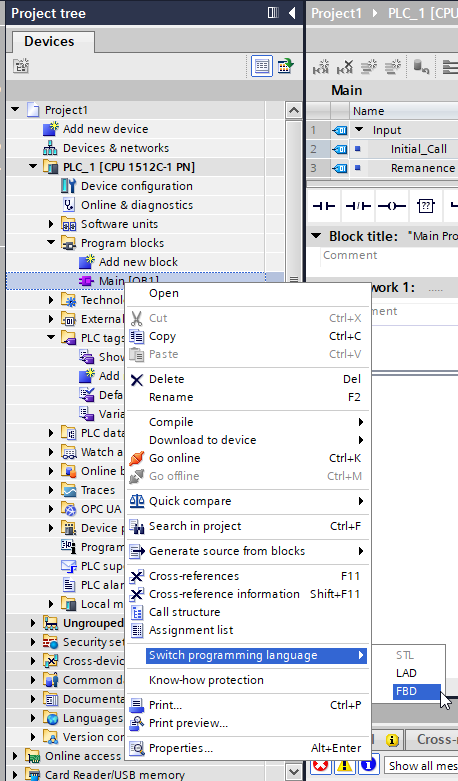 Project tree
Project1 PLC_1 [CPU
Devices
Main
Name
Project1
Add new device
Devices & networks
PLC_1 [CPU 1512C-1 PN]
Device configuration
Online & diagnostics
Software units
Program blocks
Add new block
Main [OB1]
1 Input
2 Initial_Call
3 Remanence
??
Block title: "Main Pro
Comment
work 1: .....
mment
Technolo
External
PLC tags
Show
Add
Defa
Varia
PLC data
Watch a
Online b
Traces
OPC UA
Device p
Program
PLC supe
PLC alar
Local m
Ungrouped
Security set
Cross-devic
Common da
Documenta
Languages
Version con
Online access
Card Reader/USB memory
Open
Cut Ctrl+X
Copy Ctrl+C
Paste Ctrl+V
Delete Del
Rename F2
Compile
Download to device
Go online Ctrl+K
Go offline Ctrl+M
Quick compare
Search in project Ctrl+F
Generate source from blocks
Cross-references F11
Cross-reference information Shift+F11
Call structure
Assignment list
Switch programming language
Know-how protection
Print... Ctrl+P
Print preview...
Properties... Alt+Enter
STL
LAD
FBD
Cross-
Show all mes